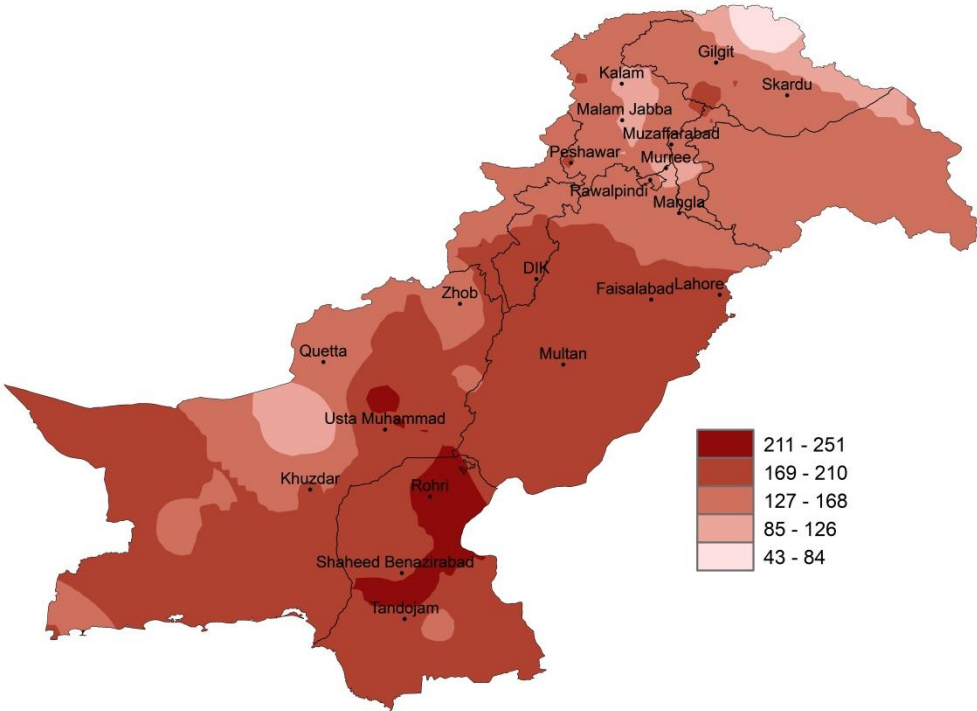 Gilgit
Kalam
Skardu
Malam Jabba
Muzaffarabad
Peshawar
Murree
Rawalpindi
Mangla
DIK
Zhob
Faisalabad
Lahore
Quetta
Multan
Usta Muhammad
Khuzdar
Rohri
Shaheed Benazirabad
Tandojam
211 - 251
169 - 210
127 - 168
85 - 126
43 - 84